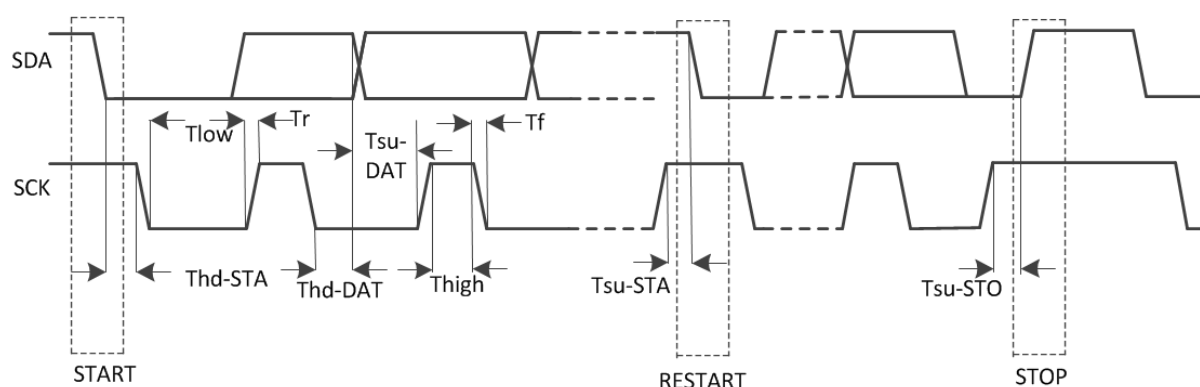 SDA
Tlow
Tr
Tsu-
DAT
Tf
SCK
Thd-STA
Thd-DAT
Thigh
Tsu-STA
Tsu-STO
START
RESTART
STOP